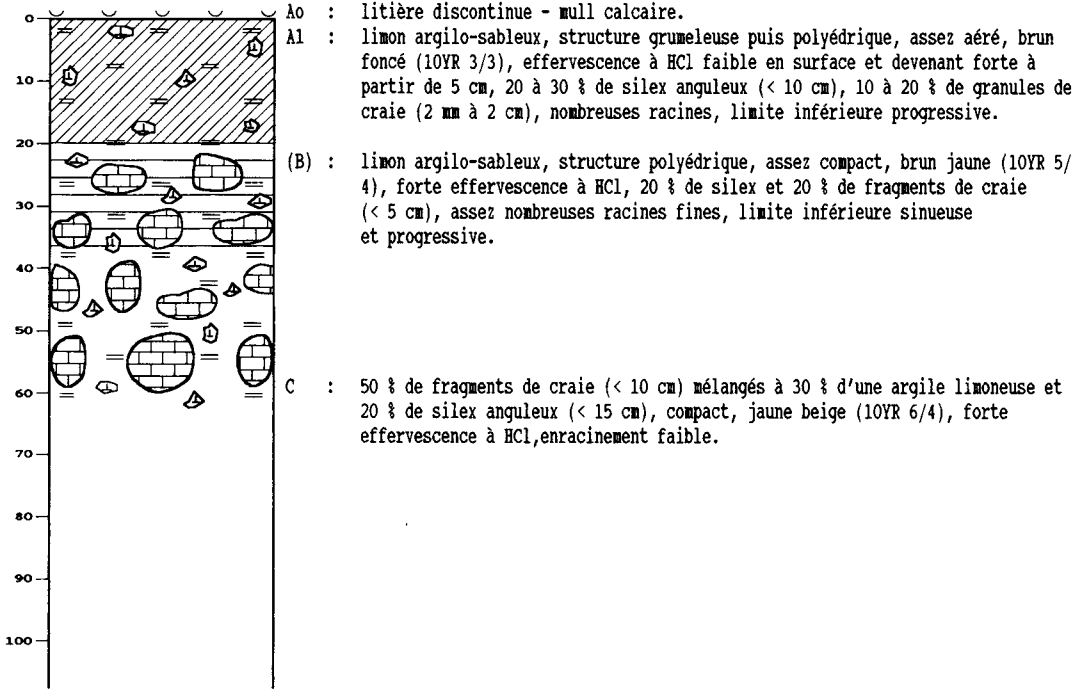 0
10
20
30
40
50
60
70
80
90
100
Ao : litière discontinue - mull calcaire.
A1 : limon argilo-sableux, structure grumeleuse puis polyédrique, assez aéré, brun
foncé (10YR 3/3), effervescence à HCl faible en surface et devenant forte à
partir de 5 cm, 20 à 30 % de silex anguleux (< 10 cm), 10 à 20 % de granules de
craie (2 mm à 2 cm), nombreuses racines, limite inférieure progressive.
(B) : limon argilo-sableux, structure polyédrique, assez compact, brun jaune (10YR 5/
4), forte effervescence à HCl, 20 % de silex et 20 % de fragments de craie
(< 5 cm), assez nombreuses racines fines, limite inférieure sinueuse
et progressive.
C : 50 % de fragments de craie (< 10 cm) mélangés à 30 % d'une argile limoneuse et
20 % de silex anguleux (< 15 cm), compact, jaune beige (10YR 6/4), forte
effervescence à HCl,enracinement faible.